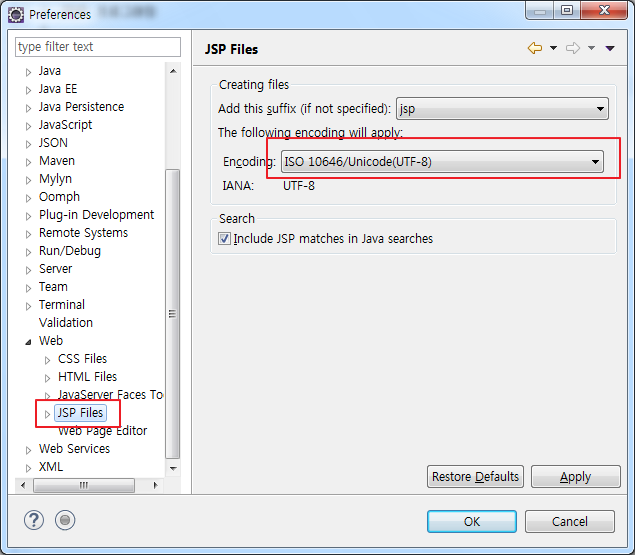 Preferences
type filter text
Java
Java EE
Java Persistence
JavaScript
JSON
Maven
Mylyn
Oomph
Plug-in Development
Remote Systems
Run/Debug
Server
Team
Terminal
Validation
Web
CSS Files
HTML Files
JavaServer Faces To
JSP Files
Web Page Editor
Web Services
XML
JSP Files
Creating files
Add this suffix (if not specified): jsp
The following encoding will apply:
Encoding: ISO 10646/Unicode(UTF-8)
IANA: UTF-8
Search
Include JSP matches in Java searches
Restore Defaults Apply
OK Cancel